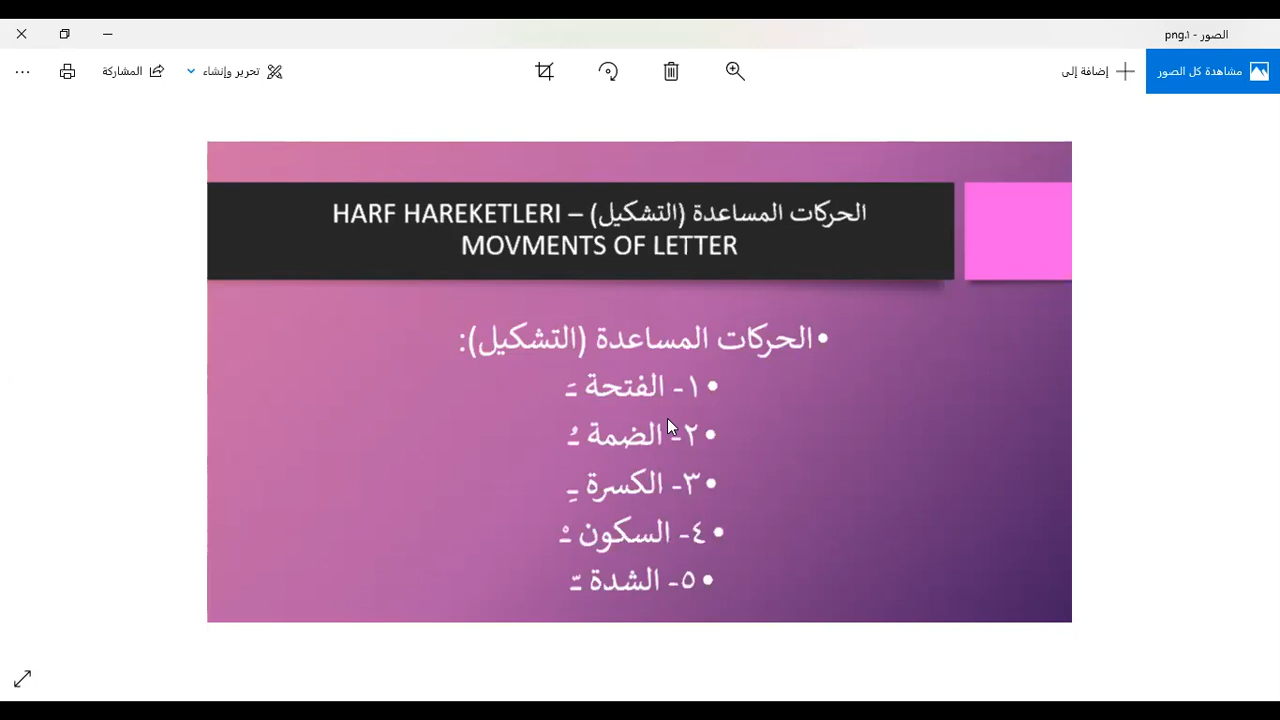 الصور - ١.png
مشاهدة كل الصور
إضافة إلى
تحرير وإنشاء
المشاركة
الحركات المساعدة (التشكيل) – HARF HAREKETLERI
MOVMENTS OF LETTER
•الحركات المساعدة (التشكيل):
•١- الفتحة ـَ
•٢- الضمة ـُ
•٣- الكسرة ـِ
•٤- السكون ـْ
•٥- الشدة ـّ